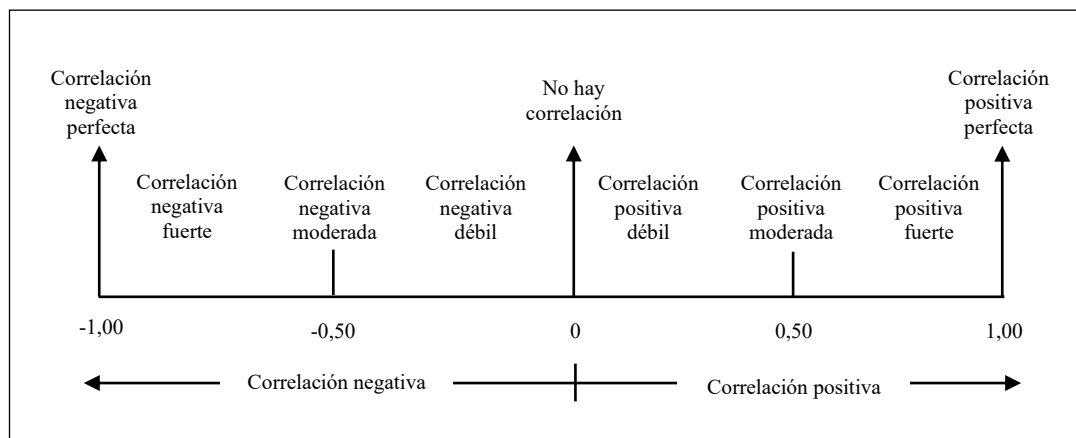 Correlación
negativa
perfecta
No hay
correlación
Correlación
positiva
perfecta
Correlación
negativa
fuerte
Correlación
negativa
moderada
Correlación
negativa
débil
Correlación
positiva
débil
Correlación
positiva
moderada
Correlación
positiva
fuerte
-1,00
-0,50
0
0,50
1,00
Correlación negativa
Correlación positiva